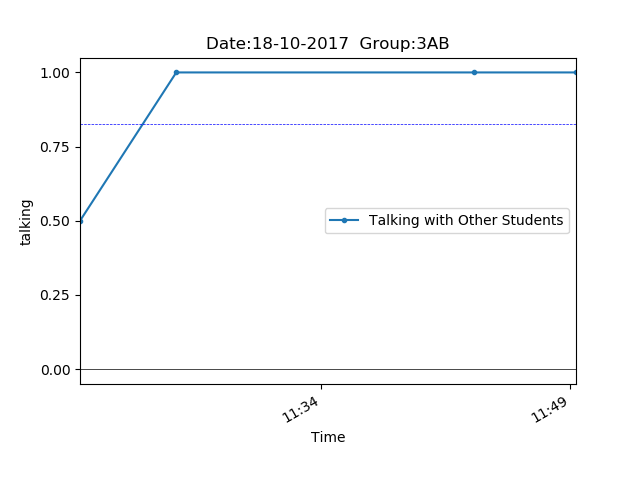 Date:18-10-2017  Group:3AB
1.00
0.75
0.50
0.25
0.00
talking
Talking with Other Students
11:34
11:49
Time